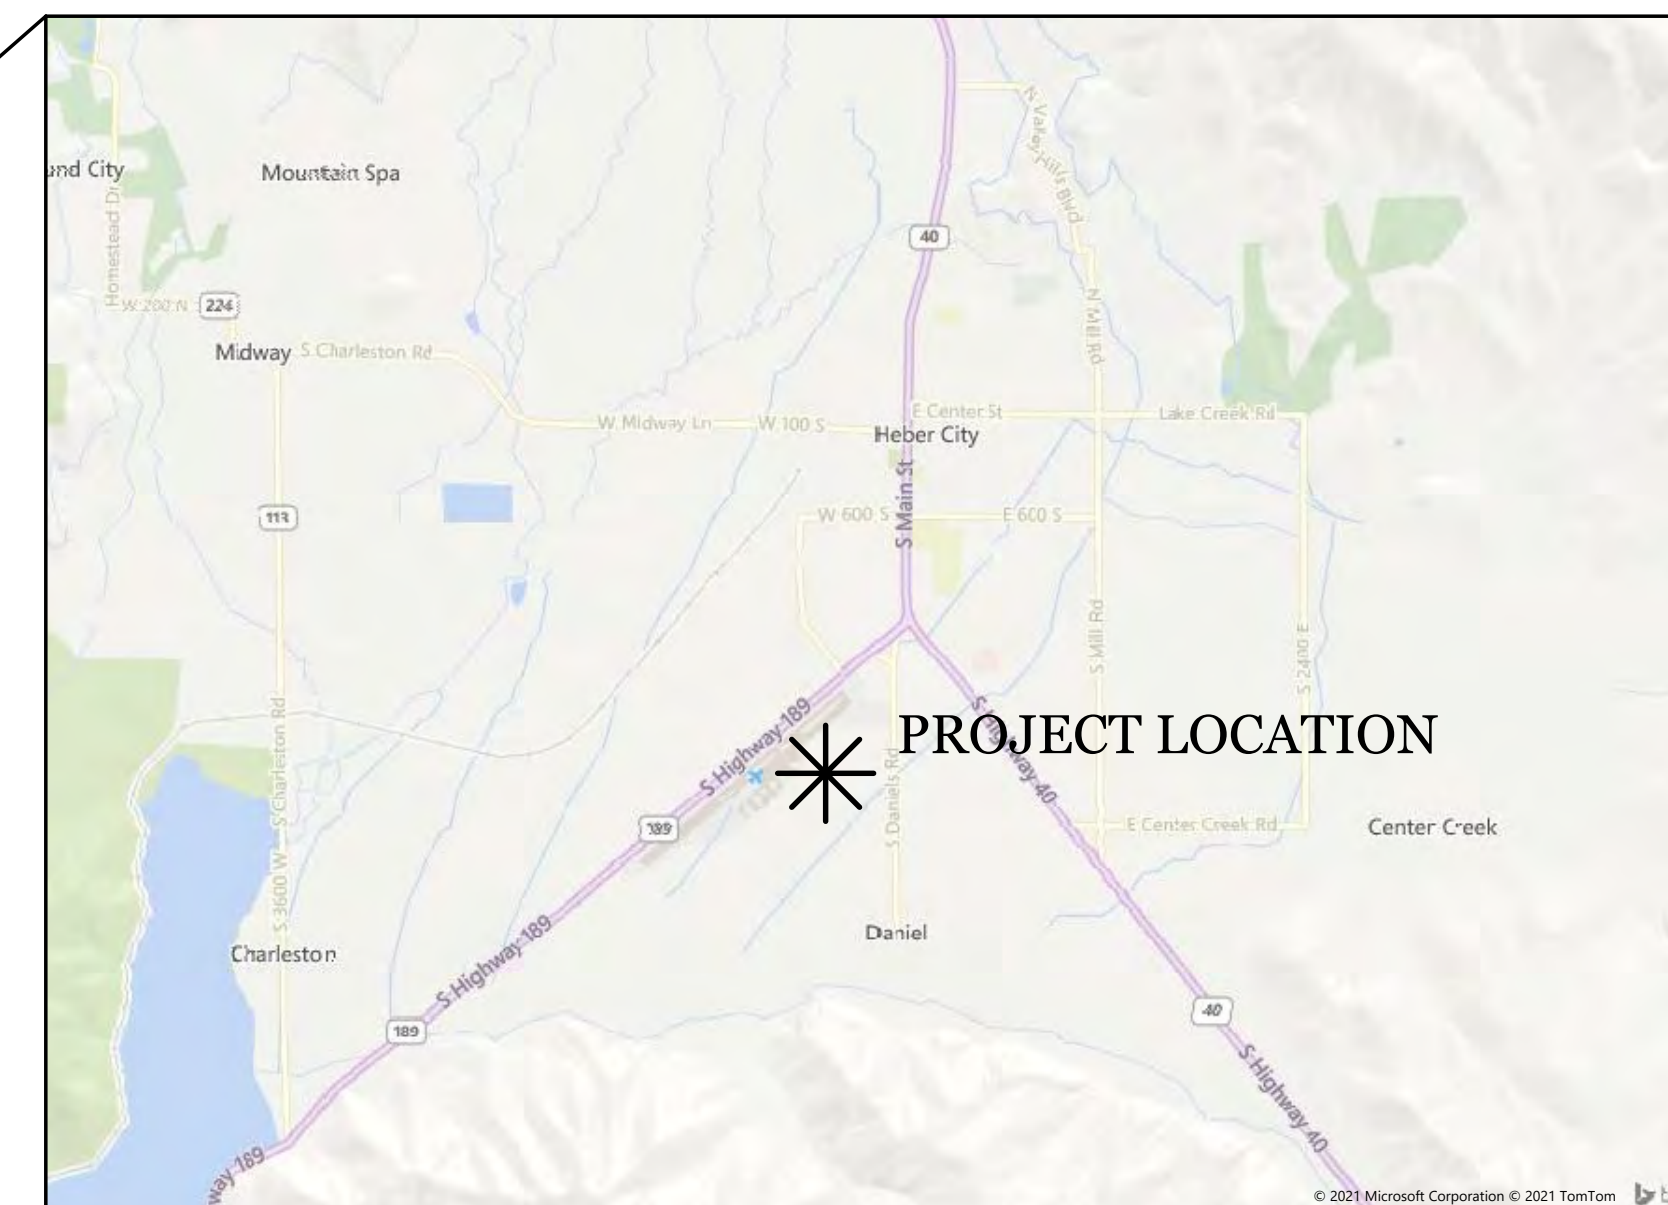 und City
Mountain Spa
Homestead Dr
N Valley Hills Blvd
40
W 200 N
224
N Mill Rd
Midway
S Charleston Rd
W Midway Ln
W 100 S
E Center St
Lake Creek Rd
Heber City
113
S Main St
W 600 S
E 600 S
S Mill Rd
S 2400 E
S Charleston Rd
S Highway 189
PROJECT LOCATION
S Highway 40
S Daniels Rd
189
E Center Creek Rd
Center Creek
S 3600 W
Daniel
Charleston
S Highway 189
189
40
S Highway 40
way 189
© 2021 Microsoft Corporation © 2021 TomTom